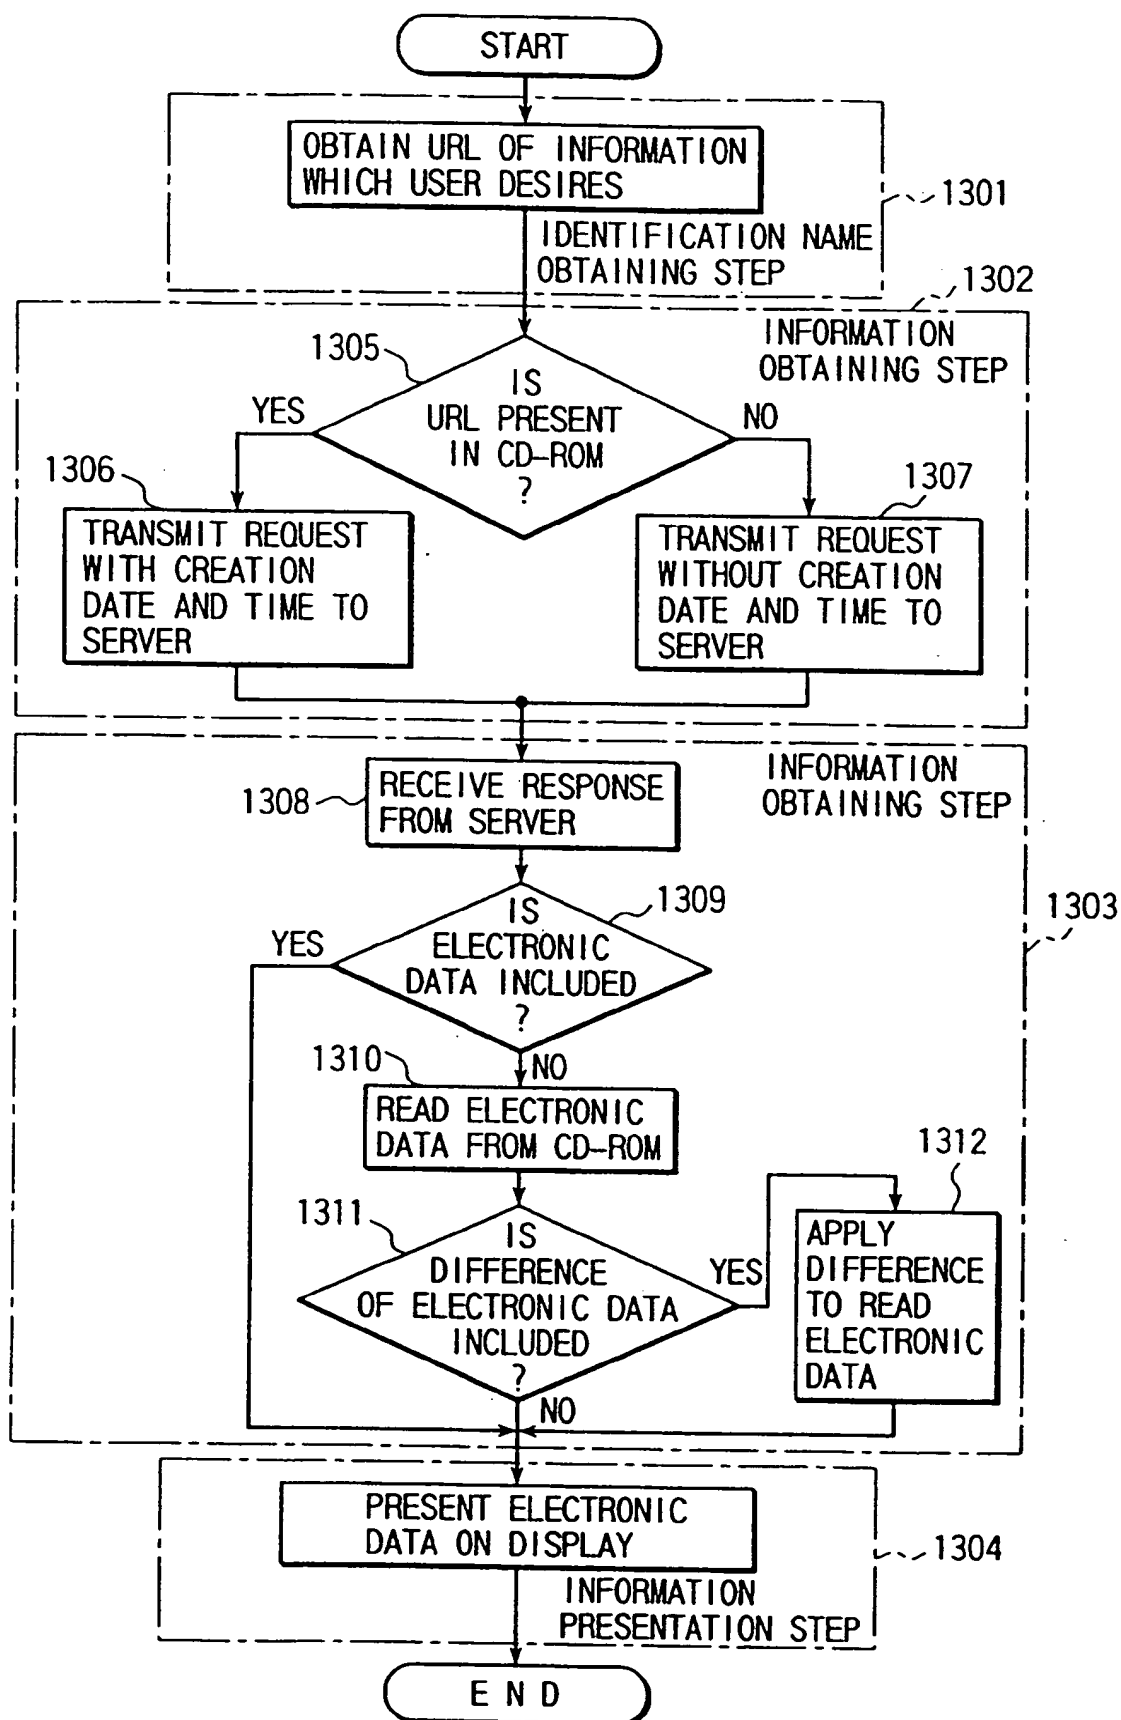 START
OBTAIN URL OF INFORMATION
WHICH USER DESIRES
1301
IDENTIFICATION NAME
OBTAINING STEP
1302
INFORMATION
OBTAINING STEP
1305
IS
URL PRESENT
IN CD-ROM
?
YES
NO
1306
1307
TRANSMIT REQUEST
WITH CREATION
DATE AND TIME TO
SERVER
TRANSMIT REQUEST
WITHOUT CREATION
DATE AND TIME TO
SERVER
INFORMATION
OBTAINING STEP
1308
RECEIVE RESPONSE
FROM SERVER
1309
1303
IS
ELECTRONIC
DATA INCLUDED
?
YES
NO
1310
READ ELECTRONIC
DATA FROM CD-ROM
1312
1311
IS
DIFFERENCE
OF ELECTRONIC DATA
INCLUDED
?
YES
APPLY
DIFFERENCE
TO READ
ELECTRONIC
DATA
NO
PRESENT ELECTRONIC
DATA ON DISPLAY
1304
INFORMATION
PRESENTATION STEP
END